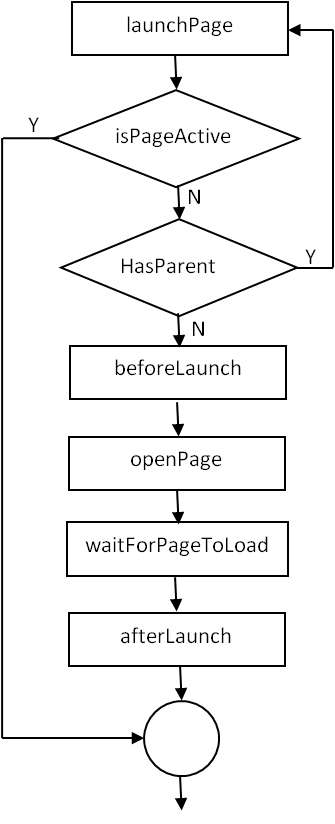 launchPage
Y
isPageActive
N
HasParent
Y
N
beforeLaunch
openPage
waitForPageToLoad
afterLaunch